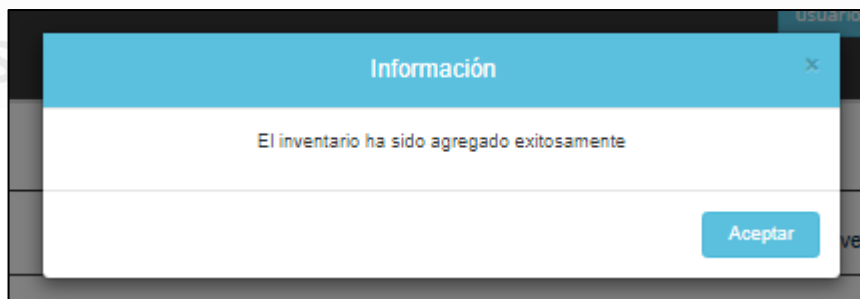 usuario
Información
×
El inventario ha sido agregado exitosamente
Aceptar
ve